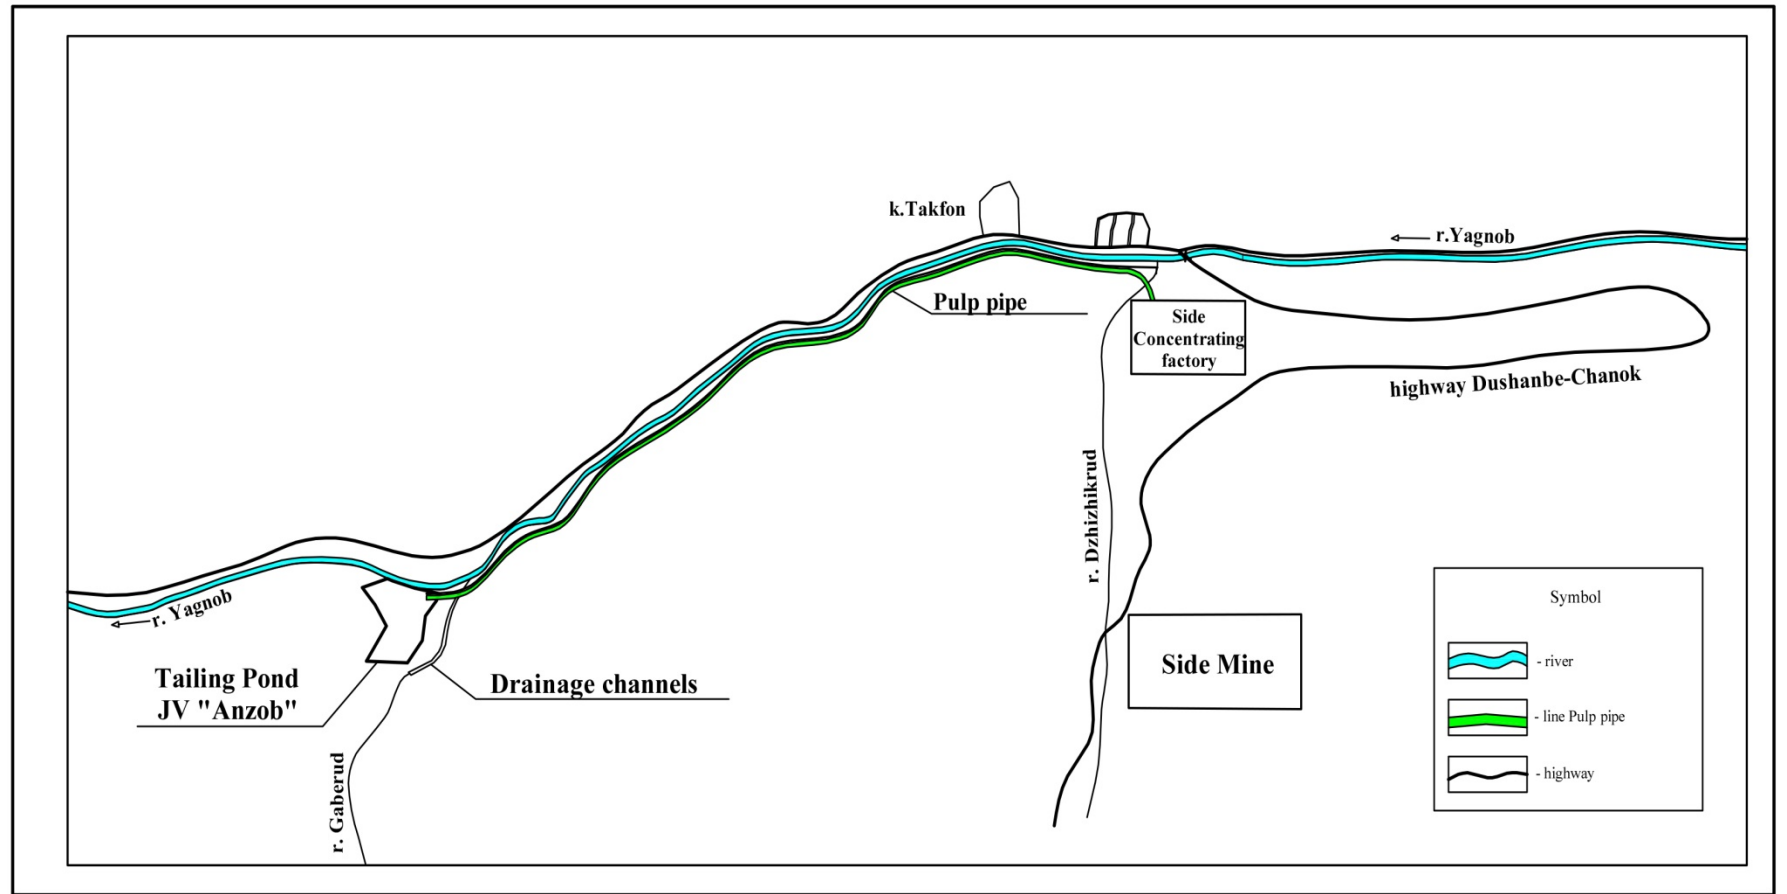 k.Takfon
r.Yagnob
Pulp pipe
Side
Concentrating
factory
highway Dushanbe-Chanok
r. Dzhizhikrud
r. Yagnob
Tailing Pond
JV "Anzob"
Drainage channels
Side Mine
r. Gaberud
Symbol
- river
- line Pulp pipe
- highway